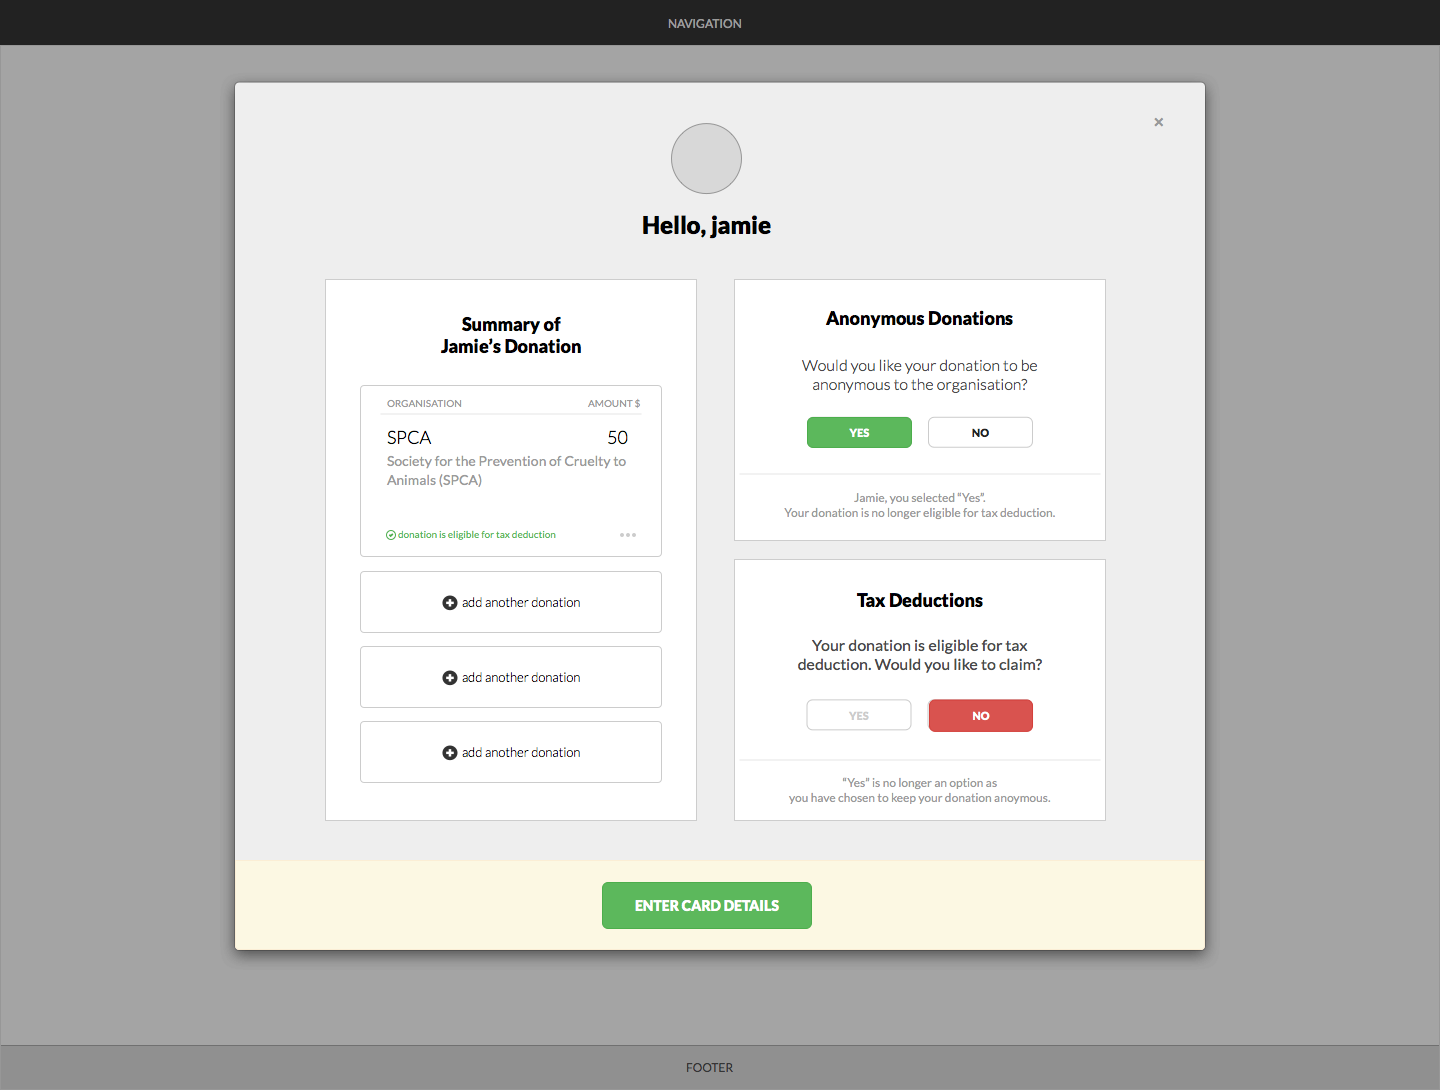 NAVIGATION
×
Hello, jamie
Summary of
Jamie’s Donation
ORGANISATION AMOUNT $
SPCA 50
Society for the Prevention of Cruelty to
Animals (SPCA)
donation is eligible for tax deduction
add another donation
add another donation
add another donation
Anonymous Donations
Would you like your donation to be
anonymous to the organisation?
YES NO
Jamie, you selected “Yes”.
Your donation is no longer eligible for tax deduction.
Tax Deductions
Your donation is eligible for tax
deduction. Would you like to claim?
YES NO
“Yes” is no longer an option as
you have chosen to keep your donation anoymous.
ENTER CARD DETAILS
FOOTER